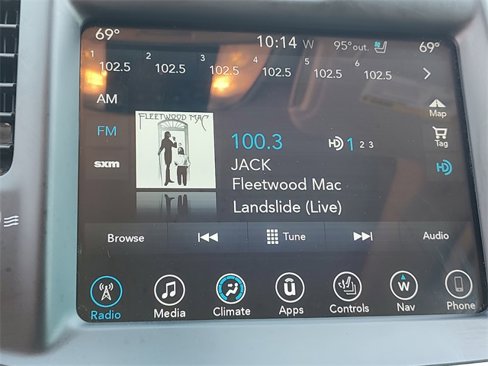 69° 10:14 W 95°out. 69°
1 2 3 4 5 6
102.5 102.5 102.5 102.5 102.5 102.5
AM
Map
FLEETWOOD MAC
FM 100.3 HD 1 2 3
Tag
sxm JACK HD
Fleetwood Mac
Landslide (Live)
Browse Tune Audio
W
Radio Media Climate Apps Controls Nav Phone